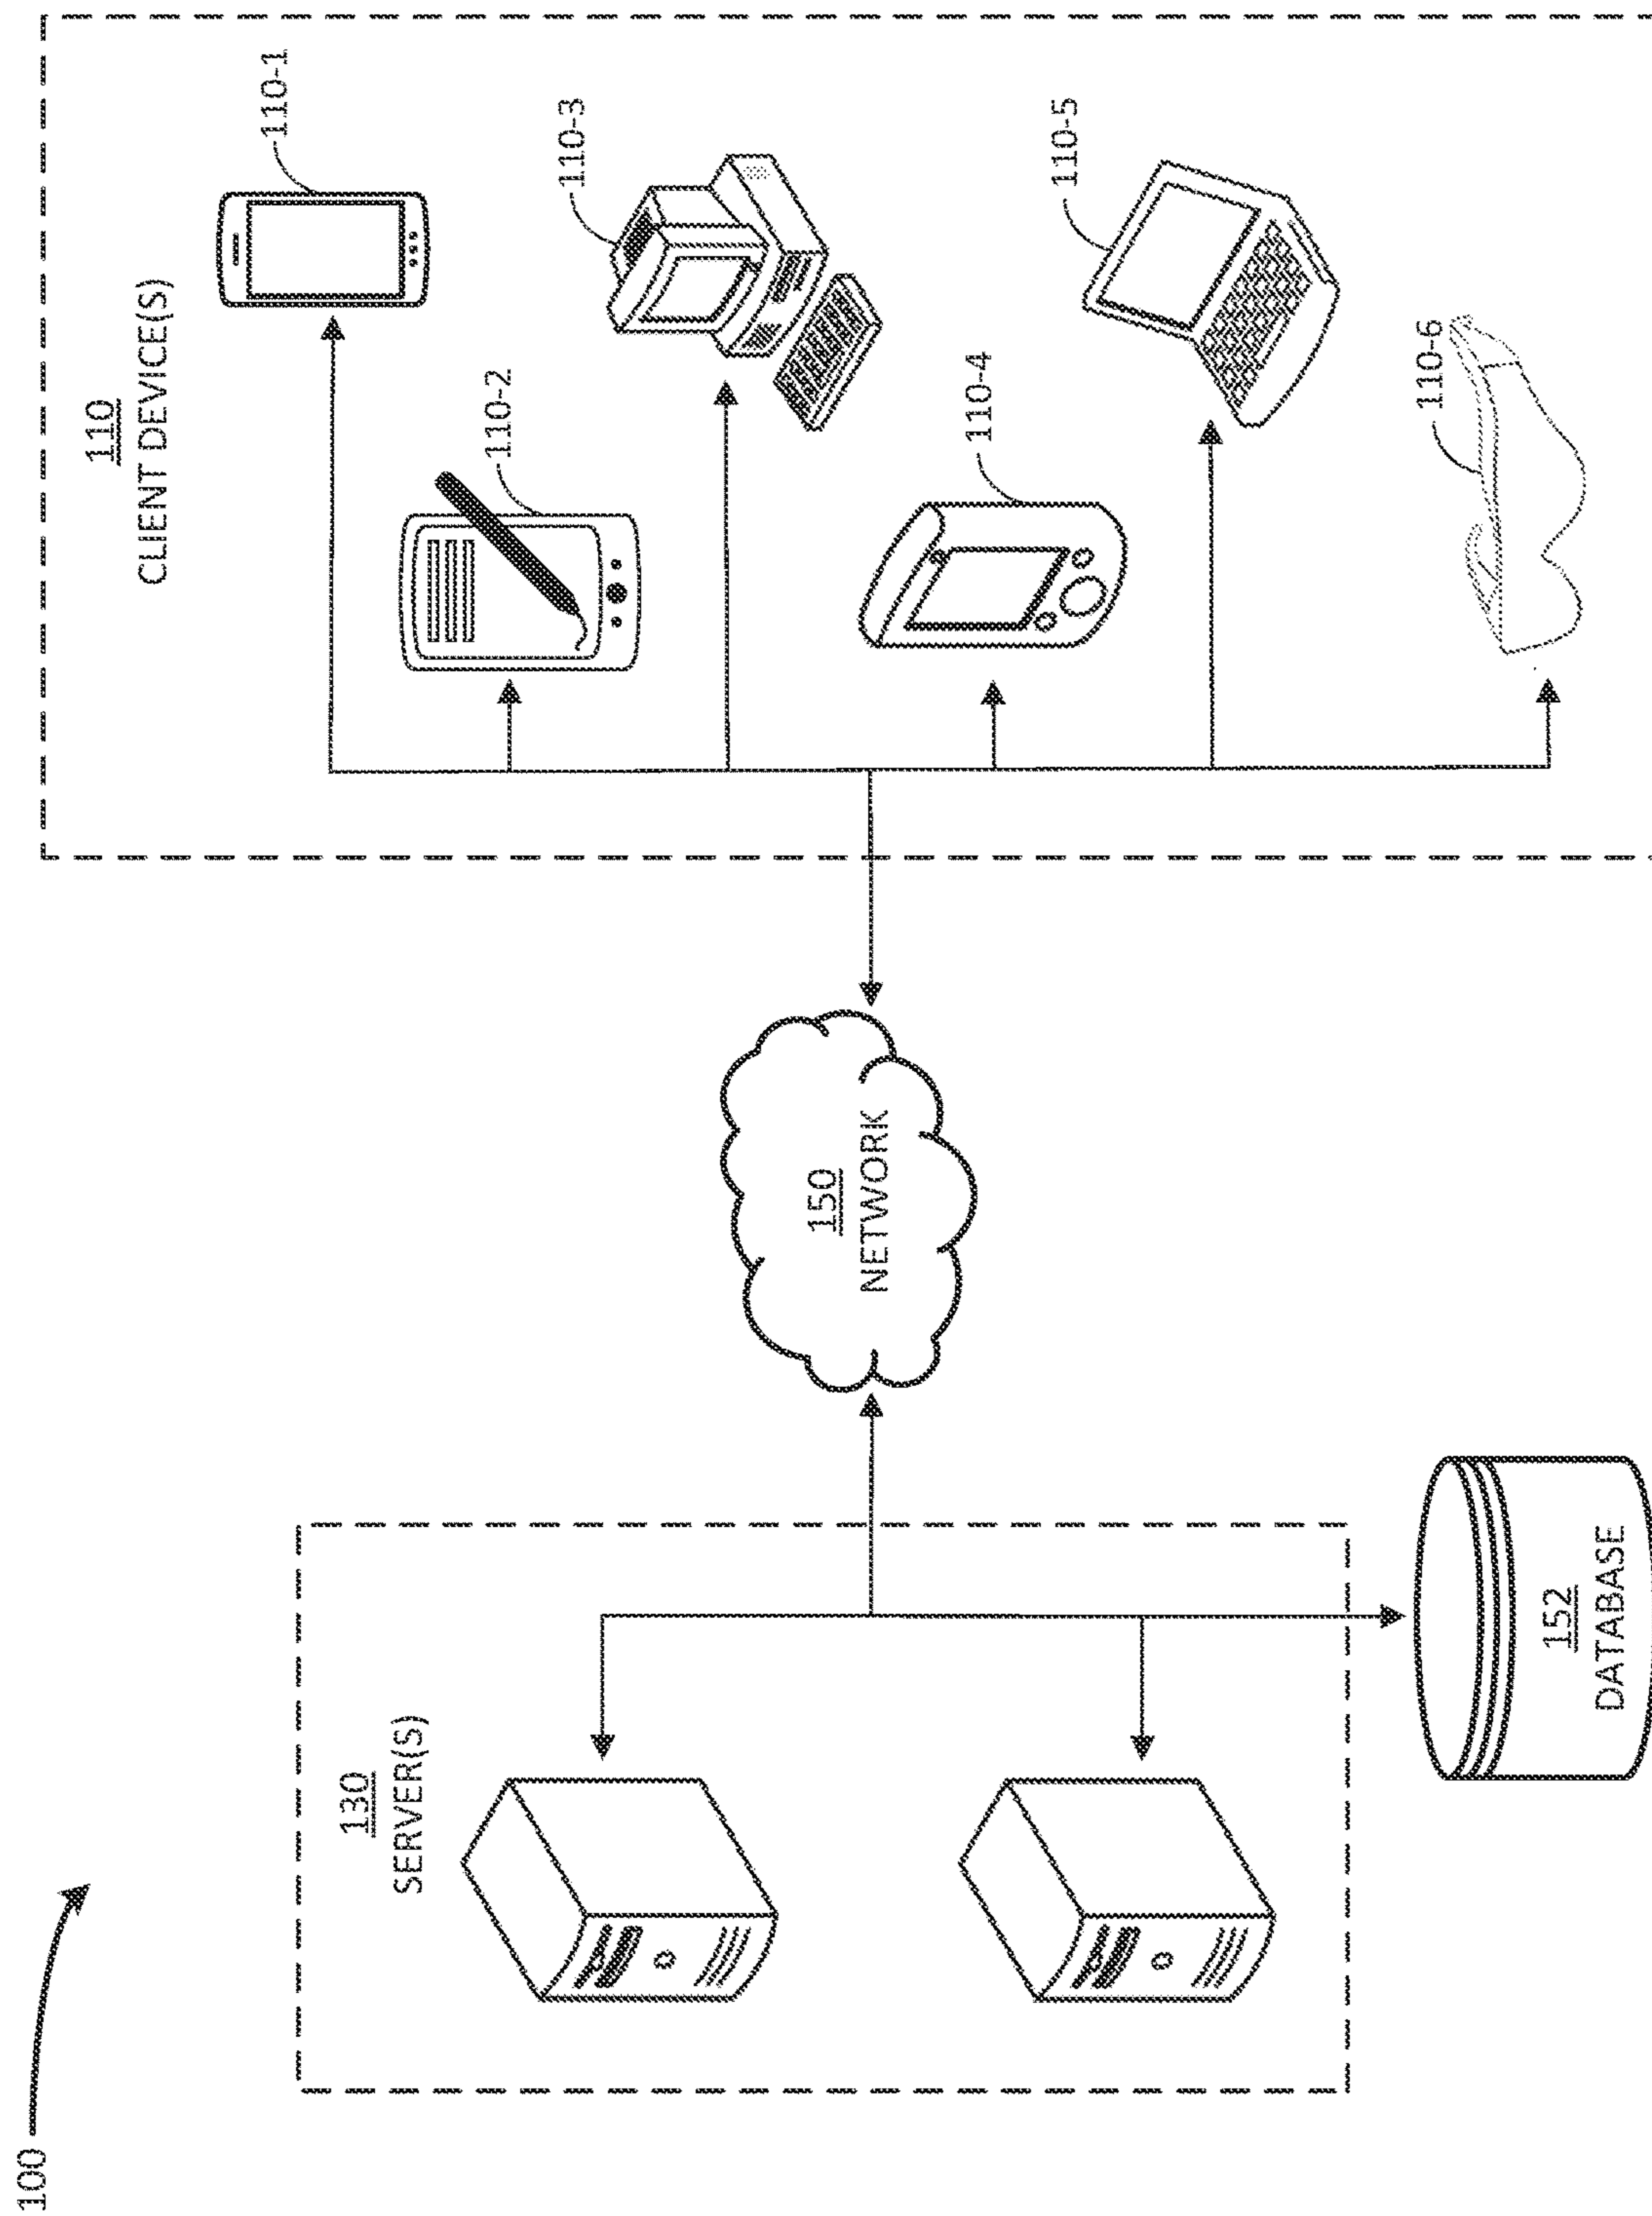 100
130
SERVER(S)
152
DATABASE
150
NETWORK
110
CLIENT DEVICE(S)
110-1
110-2
110-3
110-4
110-5
110-6